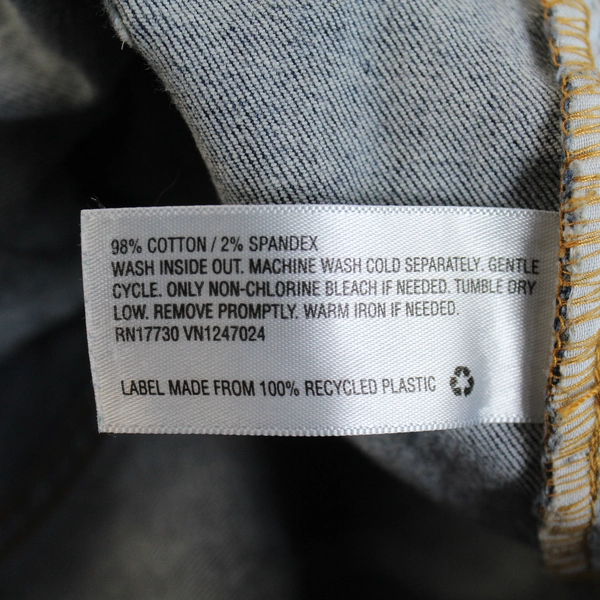 98% COTTON / 2% SPANDEX
WASH INSIDE OUT. MACHINE WASH COLD SEPARATELY. GENTLE
CYCLE. ONLY NON-CHLORINE BLEACH IF NEEDED. TUMBLE DRY
LOW. REMOVE PROMPTLY. WARM IRON IF NEEDED.
RN17730 VN1247024
LABEL MADE FROM 100% RECYCLED PLASTIC